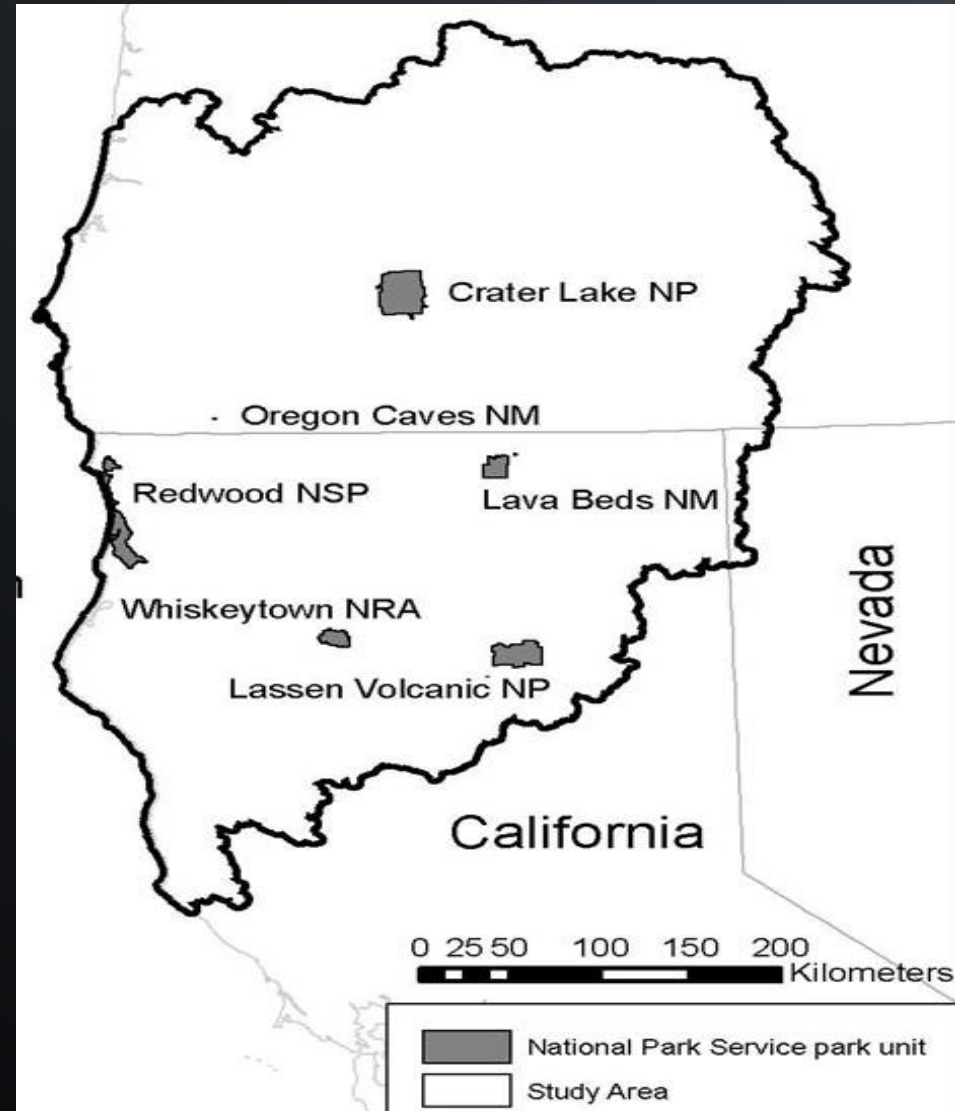 Crater Lake NP
Oregon Caves NM
Redwood NSP
Lava Beds NM
Whiskeytown NRA
Lassen Volcanic NP
Nevada
California
0 25 50 100 150 200
Kilometers
National Park Service park unit
Study Area